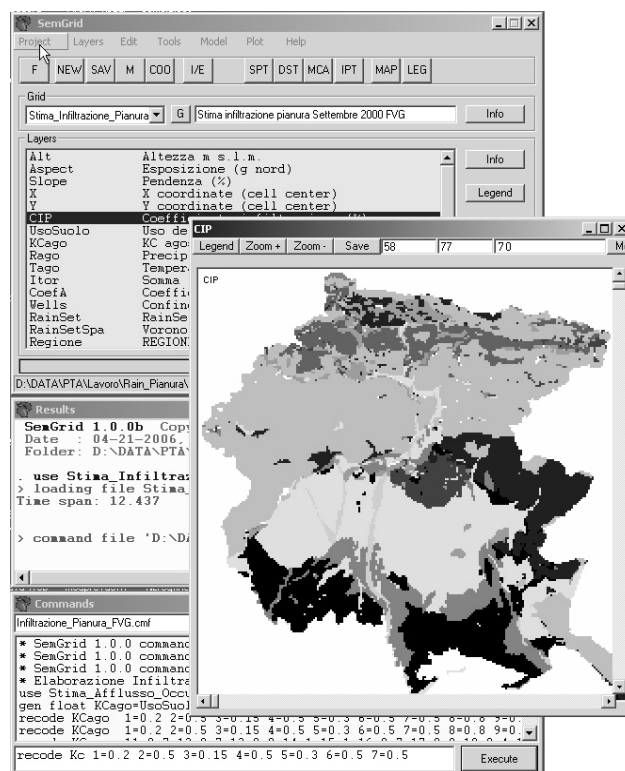 SemGrid
Project Layers Edit Tools Model Plot Help
F NEW SAV M COO I/E SPT DST MCA IPT MAP LEG
Grid
Stima_Infiltrazione_Pianura G Stima infiltrazione pianura Settembre 2000 FVG Info
Layers
Alt Altezza m s.l.m.
Aspect Esposizione (g nord)
Slope Pendenza (%)
X X coordinate (cell center)
Y Y coordinate (cell center)
CIP
UsoSuolo Uso de
KCago KC ago
Rago Precip
Tago Temper
Itor Somma
CoefA Coeffi
Wells Confin
RainSet RainSe
RainSetSpa Vorono
Regione REGION
Info
Legend
D:\DATA\PTA\Lavoro\Rain_Pianura\
CIP
Legend Zoom + Zoom - Save 58 77 70
CIP
Results
SemGrid 1.0.0b Copy
Date : 04-21-2006,
Folder: D:\DATA\PTA
. use Stima_Infiltraz
> loading file Stima_
Time span: 12.437
> command file 'D:\DA
Commands
Infiltrazione_Pianura_FVG.cmf
* SemGrid 1.0.0 command
* SemGrid 1.0.0 command
* SemGrid 1.0.0 command
* Elaborazione Infiltra
use Stima_Afflusso_Occu
gen float KCago=UsoSuol
recode KCago 1=0.2 2=0.5 3=0.15 4=0.5 5=0.3 6=0.5 7=0.5 8=0.8 9=0.
recode KCago 1=0.2 2=0.5 3=0.15 4=0.5 5=0.3 6=0.5 7=0.5 8=0.8 9=0.
recode Kc 1=0.2 2=0.5 3=0.15 4=0.5 5=0.3 6=0.5 7=0.5 Execute